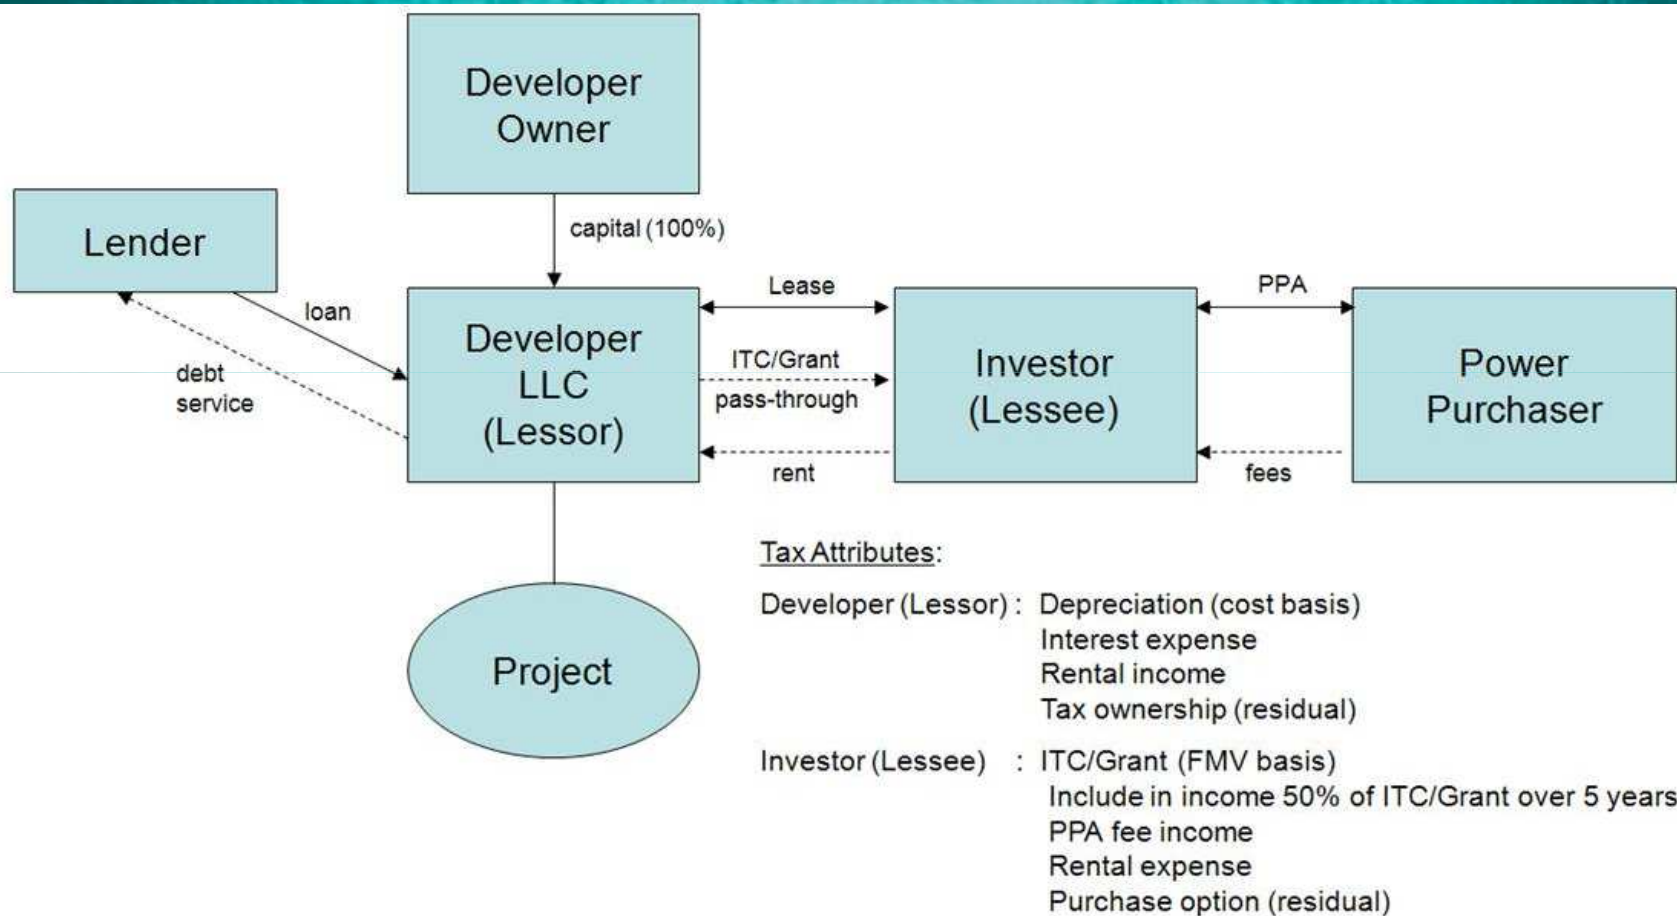 Developer
Owner
capital (100%)
Lender
loan
debt
service
Developer
LLC
(Lessor)
Lease
ITC/Grant
pass-through
rent
Investor
(Lessee)
PPA
fees
Power
Purchaser
Project
Tax Attributes:
Developer (Lessor) : Depreciation (cost basis)
Interest expense
Rental income
Tax ownership (residual)
Investor (Lessee) : ITC/Grant (FMV basis)
Include in income 50% of ITC/Grant over 5 years
PPA fee income
Rental expense
Purchase option (residual)